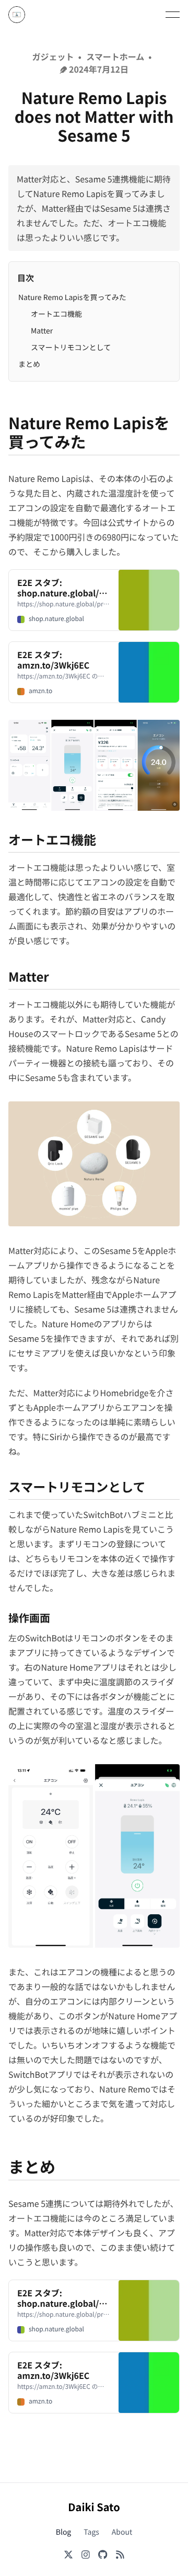 ガジェット • スマートホーム •
2024年7月12日
Nature Remo Lapis
does not Matter with
Sesame 5
Matter対応と、Sesame 5連携機能に期待
してNature Remo Lapisを買ってみまし
たが、Matter経由ではSesame 5は連携さ
れませんでした。ただ、オートエコ機能
は思ったよりいい感じです。
目次
Nature Remo Lapisを買ってみた
オートエコ機能
Matter
スマートリモコンとして
まとめ
Nature Remo Lapisを
買ってみた
Nature Remo Lapisは、その本体の小石のよ
うな見た目と、内蔵された温湿度計を使って
エアコンの設定を自動で最適化するオートエ
コ機能が特徴です。今回は公式サイトからの
予約限定で1000円引きの6980円になっていた
ので、そこから購入しました。
E2E スタブ:
shop.nature.global/…
https://shop.nature.global/pr…
shop.nature.global
E2E スタブ:
amzn.to/3Wkj6EC
https://amzn.to/3Wkj6EC の…
amzn.to
オートエコ機能
オートエコ機能は思ったよりいい感じで、室
温と時間帯に応じてエアコンの設定を自動で
最適化して、快適性と省エネのバランスを取
ってくれます。節約額の目安はアプリのホー
ム画面にも表示され、効果が分かりやすいの
が良い感じです。
Matter
オートエコ機能以外にも期待していた機能が
あります。それが、Matter対応と、Candy
HouseのスマートロックであるSesame 5との
接続機能です。Nature Remo Lapisはサード
パーティー機器との接続も謳っており、その
中にSesame 5も含まれています。
Matter対応により、このSesame 5をAppleホ
ームアプリから操作できるようになることを
期待していましたが、残念ながらNature
Remo LapisをMatter経由でAppleホームアプ
リに接続しても、Sesame 5は連携されません
でした。Nature Homeのアプリからは
Sesame 5を操作できますが、それであれば別
にセサミアプリを使えば良いかなという印象
です。
ただ、Matter対応によりHomebridgeを介さ
ずともAppleホームアプリからエアコンを操
作できるようになったのは単純に素晴らしい
です。特にSiriから操作できるのが最高です
ね。
スマートリモコンとして
これまで使っていたSwitchBotハブミニと比
較しながらNature Remo Lapisを見ていこう
と思います。まずリモコンの登録について
は、どちらもリモコンを本体の近くで操作す
るだけでほぼ完了し、大きな差は感じられま
せんでした。
操作画面
左のSwitchBotはリモコンのボタンをそのま
まアプリに持ってきているようなデザインで
す。右のNature Homeアプリはそれとは少し
違っていて、まず中央に温度調節のスライダ
ーがあり、その下には各ボタンが機能ごとに
配置されている感じです。温度のスライダー
の上に実際の今の室温と湿度が表示されると
いうのが気が利いているなと感じました。
エアコン
24°C
ON
OFF
エアコン
24°
また、これはエアコンの機種によると思うの
であまり一般的な話ではないかもしれません
が、自分のエアコンには内部クリーンという
機能があり、このボタンがNature Homeアプ
リでは表示されるのが地味に嬉しいポイント
でした。いちいちオンオフするような機能で
は無いので大した問題ではないのですが、
SwitchBotアプリではそれが表示されないの
が少し気になっており、Nature Remoではそ
ういった細かいところまで気を遣って対応し
ているのが好印象でした。
まとめ
Sesame 5連携については期待外れでしたが、
オートエコ機能には今のところ満足していま
す。Matter対応で本体デザインも良く、アプ
リの操作感も良いので、このまま使い続けて
いこうと思います。
E2E スタブ:
shop.nature.global/…
https://shop.nature.global/pr…
shop.nature.global
E2E スタブ:
amzn.to/3Wkj6EC
https://amzn.to/3Wkj6EC の…
amzn.to
Daiki Sato
Blog Tags About